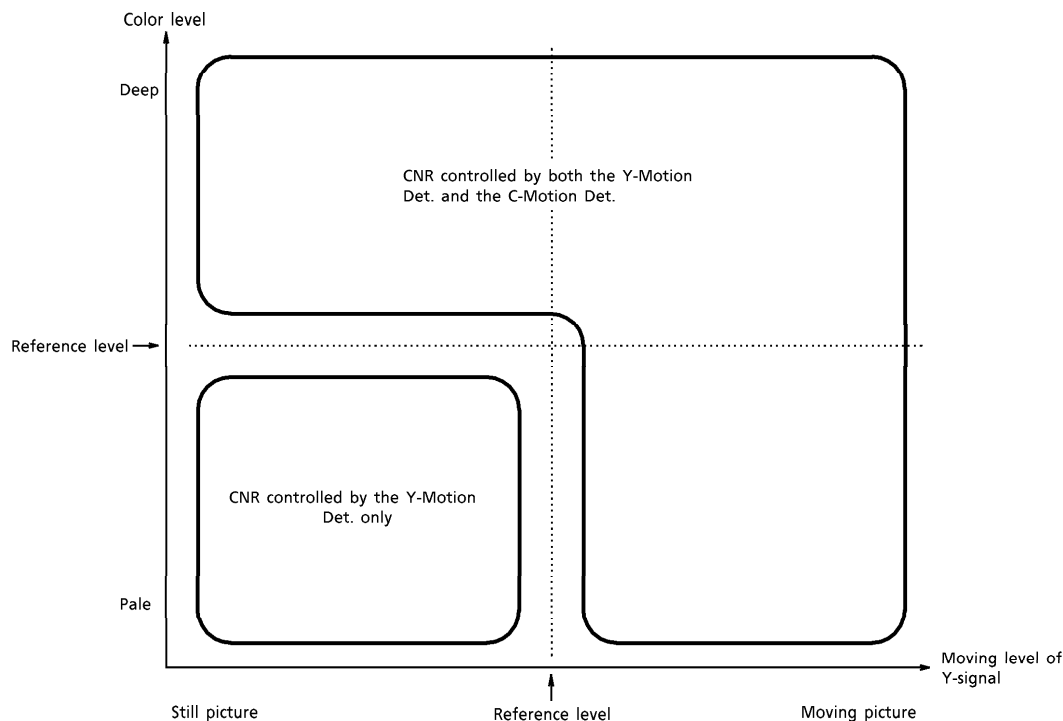 Color level
Deep
CNR controlled by both the Y-Motion
Det. and the C-Motion Det.
Reference level
CNR controlled by the Y-Motion
Det. only
Pale
Moving level of
Y-signal
Still picture
Reference level
Moving picture